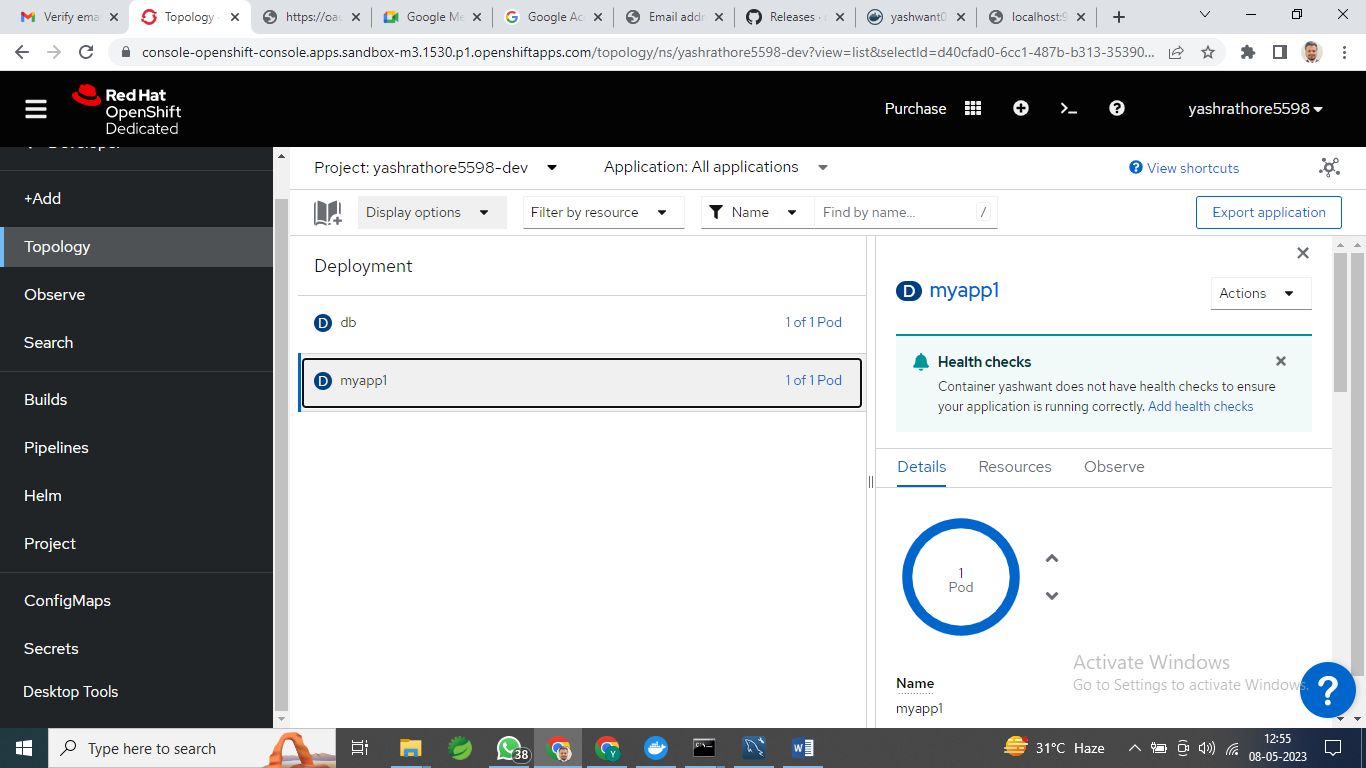 Verify ema
Topology
https://oau
Google Me
Google Acc
Email addr
Releases ·
yashwant0
localhost:9
console-openshift-console.apps.sandbox-m3.1530.p1.openshiftapps.com/topology/ns/yashrathore5598-dev?view=list&selectId=d40cfad0-6cc1-487b-b313-35390...
Red Hat
OpenShift
Dedicated
Purchase
yashrathore5598
Developer
+Add
Topology
Observe
Search
Builds
Pipelines
Helm
Project
ConfigMaps
Secrets
Desktop Tools
Project: yashrathore5598-dev
Application: All applications
View shortcuts
Display options
Filter by resource
Name
Find by name...
/
Export application
Deployment
D db 1 of 1 Pod
D myapp1 1 of 1 Pod
D myapp1
Actions
Health checks
Container yashwant does not have health checks to ensure
your application is running correctly. Add health checks
Details Resources Observe
1
Pod
Name
myapp1
Activate Windows
Go to Settings to activate Windows.
Type here to search
38
31°C Haze
12:55
08-05-2023